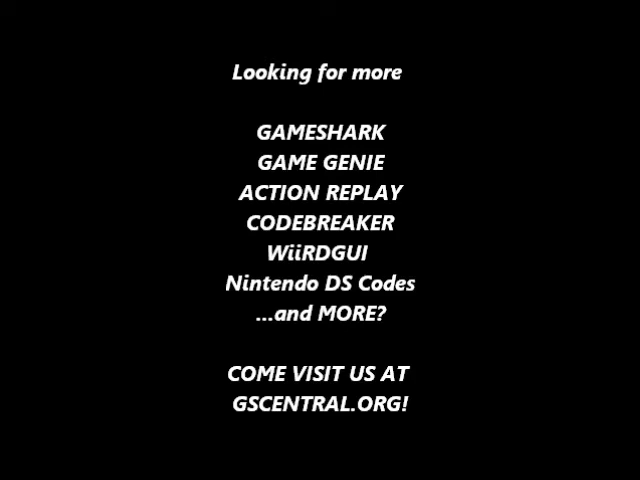 Looking for more
GAMESHARK
GAME GENIE
ACTION REPLAY
CODEBREAKER
WiiRDGUI
Nintendo DS Codes
...and MORE?
COME VISIT US AT
GSCENTRAL.ORG!